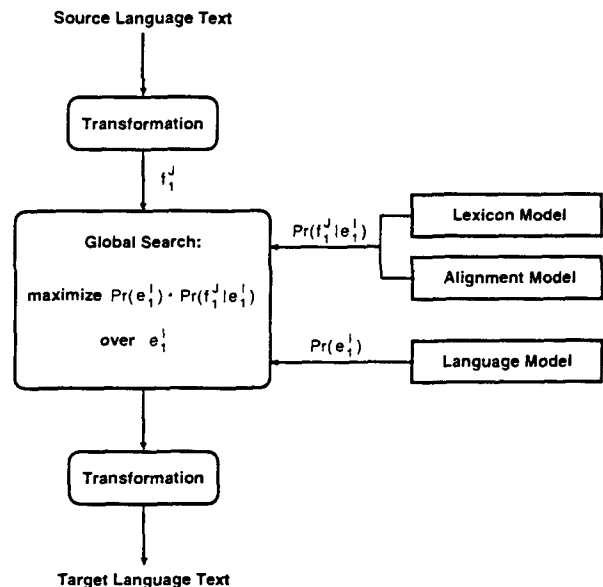 Source Language Text
Transformation
f₁ᴶ
Global Search:
maximize Pr(e₁ᴵ) · Pr(f₁ᴶ|e₁ᴵ)
over e₁ᴵ
Pr(f₁ᴶ|e₁ᴵ)
Lexicon Model
Alignment Model
Pr(e₁ᴵ)
Language Model
Transformation
Target Language Text